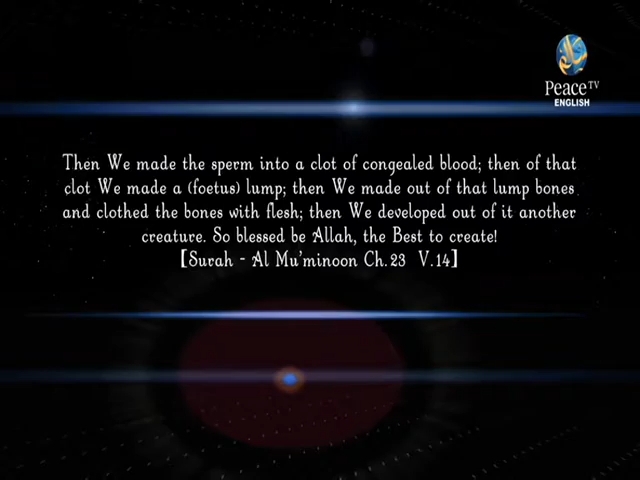 Peace TV
ENGLISH
Then We made the sperm into a clot of congealed blood; then of that
clot We made a (foetus) lump; then We made out of that lump bones
and clothed the bones with flesh; then We developed out of it another
creature. So blessed be Allah, the Best to create!
[Surah - Al Mu'minoon Ch.23 V.14]